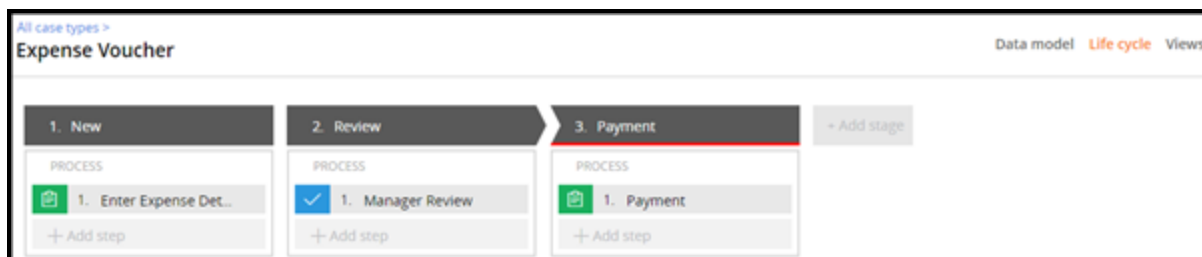 All case types >
Expense Voucher
Data model Life cycle Views
1. New
2. Review
3. Payment
+ Add stage
PROCESS
PROCESS
PROCESS
1. Enter Expense Det...
1. Manager Review
1. Payment
+ Add step
+ Add step
+ Add step